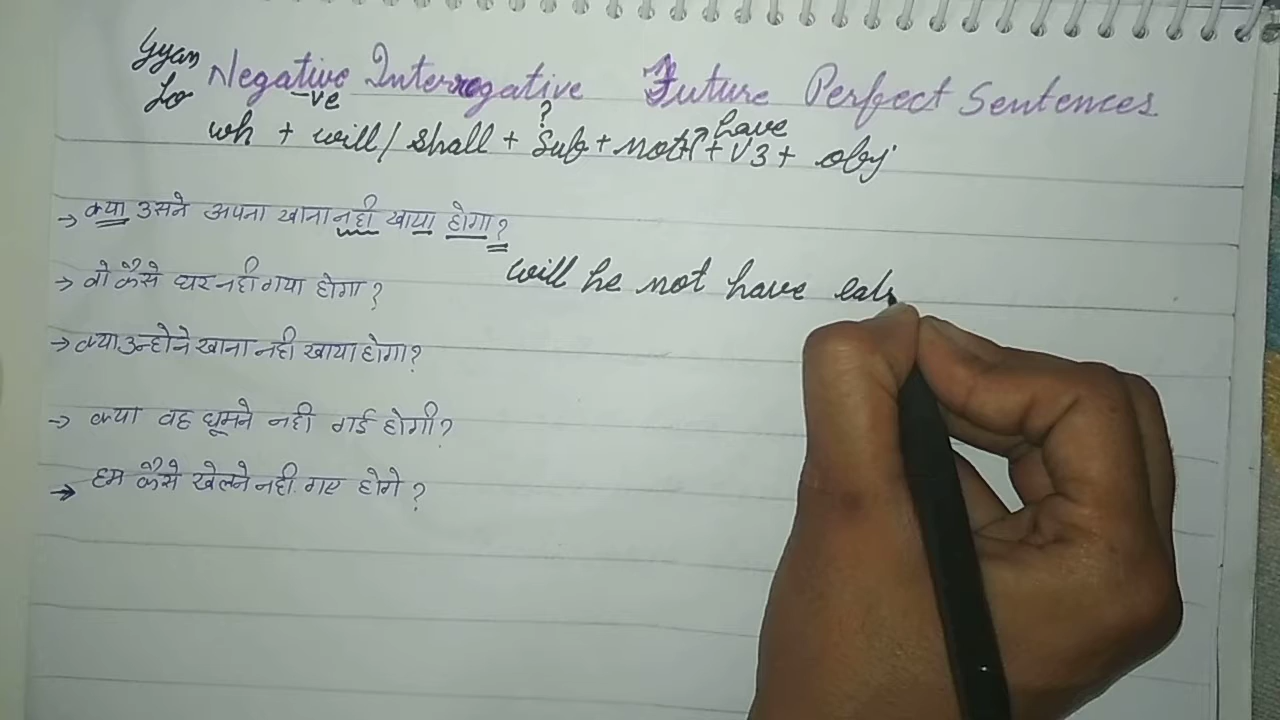 Gyan Negative Interrogative Future Perfect Sentences
-ve ?
wh + will/shall + Sub + not + have + V3 + obj
→ क्या उसने अपना खाना नही खाया होगा?
will he not have eat
→ वो कैसे घर नही गया होगा?
→ क्या उन्होने खाना नही खाया होगा?
→ क्या वह घूमने नही गई होगी?
→ हम कैसे खेलने नही गए होगे?